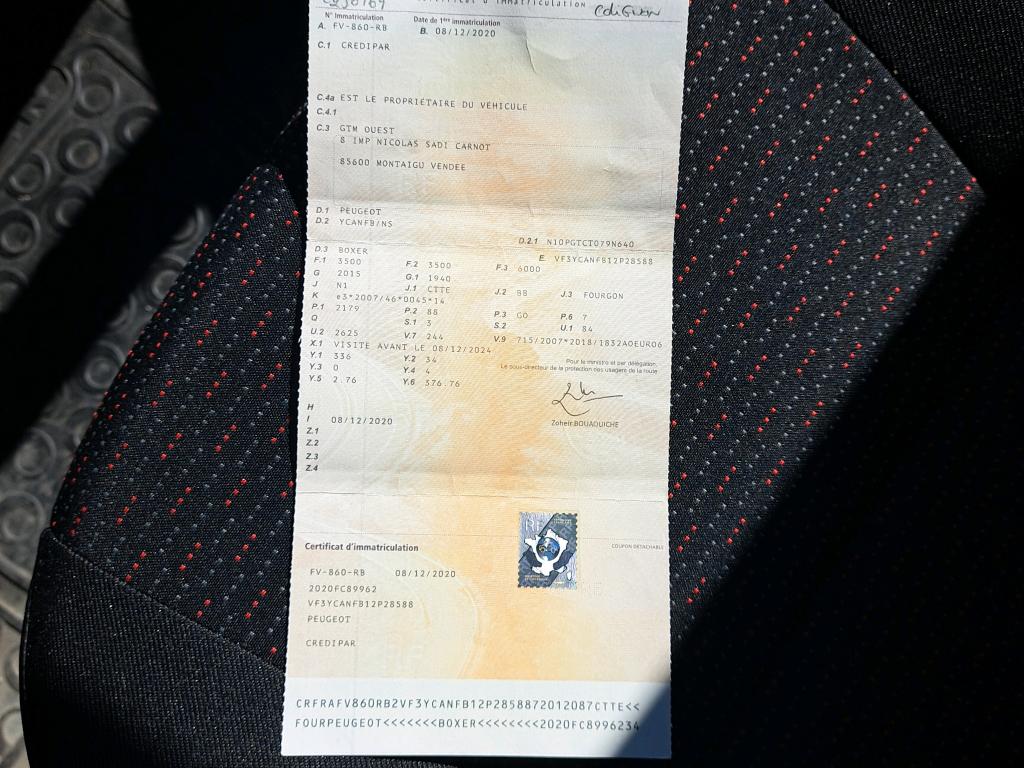 Certificat d'immatriculation
N° Immatriculation Date de 1ère immatriculation
A. FV-860-RB B. 08/12/2020
C.1 CREDIPAR
C.4a EST LE PROPRIÉTAIRE DU VÉHICULE
C.4.1
C.3 GTM OUEST
8 IMP NICOLAS SADI CARNOT
85600 MONTAIGU VENDEE
D.1 PEUGEOT
D.2 YCANFB/NS
D.2.1 N10PGTCT079N640
D.3 BOXER E. VF3YCANFB12P28588
F.1 3500 F.2 3500 F.3 6000
G 2015 G.1 1940
J N1 J.1 CTTE J.2 BB J.3 FOURGON
K e3*2007/46*0045*14
P.1 2179 P.2 88 P.3 GO P.6 7
Q S.1 3 S.2 U.1 84
U.2 2625 V.7 244 V.9 715/2007*2018/1832AOEURO6
X.1 VISITE AVANT LE 08/12/2024
Y.1 336 Y.2 34
Y.3 0 Y.4 4
Y.5 2.76 Y.6 376.76
Pour le ministre et par délégation,
Le sous-directeur de la protection des usagers de la route
Zoheir BOUAOUICHE
H
I 08/12/2020
Z.1
Z.2
Z.3
Z.4
Certificat d'immatriculation COUPON DÉTACHABLE
FV-860-RB 08/12/2020
2020FC89962
VF3YCANFB12P28588
PEUGEOT
CREDIPAR
CRFRAFV860RB2VF3YCANFB12P2858872012087CTTE<<
FOURPEUGEOT<<<<<<<BOXER<<<<<<<<2020FC8996234